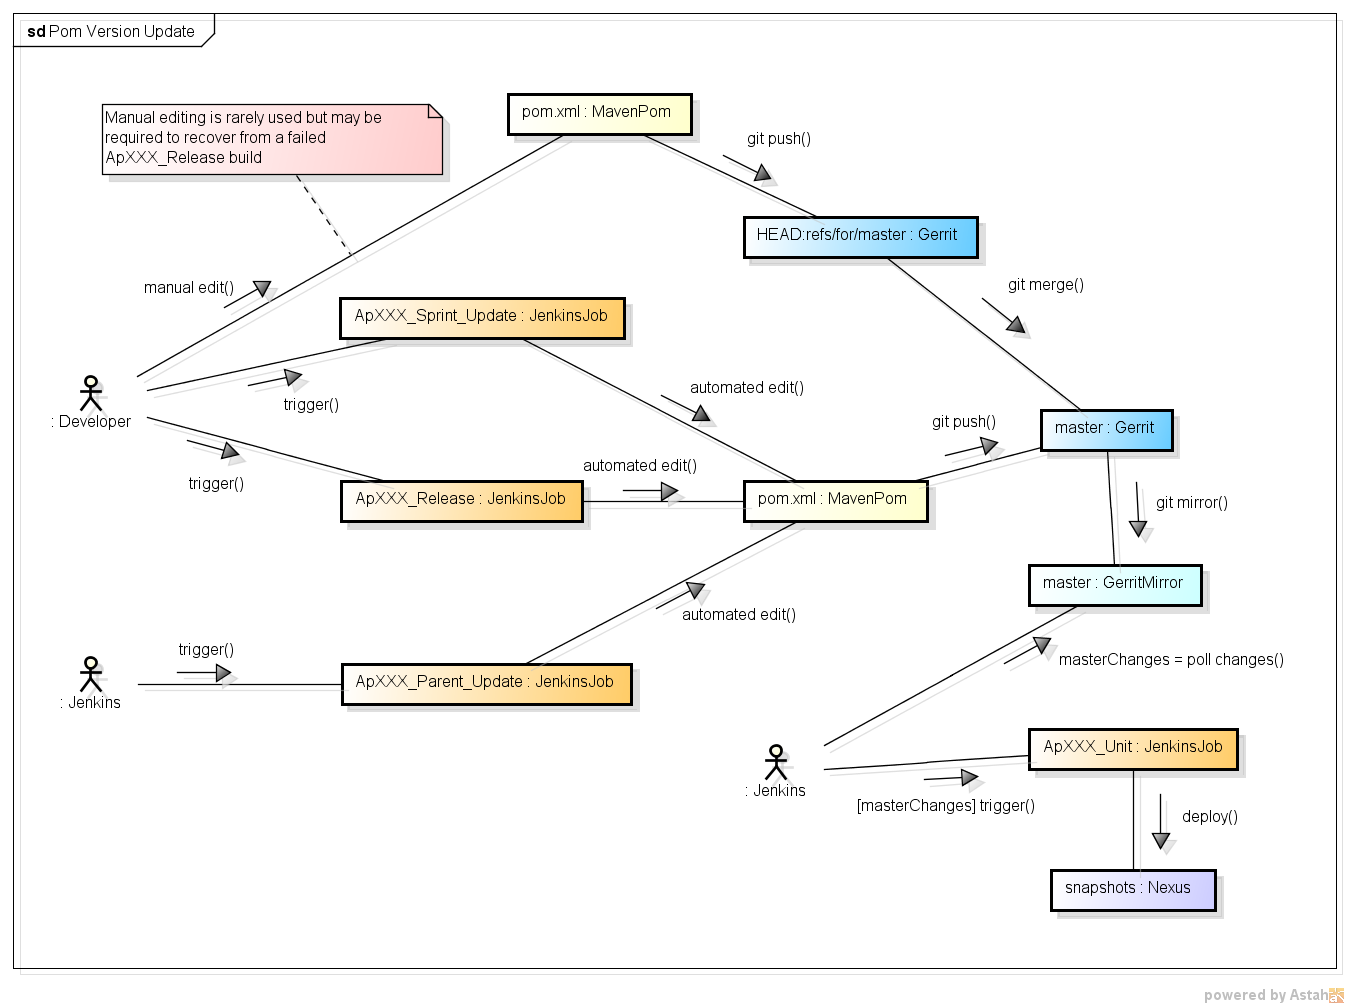 sd Pom Version Update
Manual editing is rarely used but may be
required to recover from a failed
ApXXX_Release build
pom.xml : MavenPom
git push()
HEAD:refs/for/master : Gerrit
git merge()
manual edit()
ApXXX_Sprint_Update : JenkinsJob
trigger()
: Developer
automated edit()
git push()
master : Gerrit
trigger()
automated edit()
ApXXX_Release : JenkinsJob
pom.xml : MavenPom
git mirror()
master : GerritMirror
automated edit()
trigger()
: Jenkins
ApXXX_Parent_Update : JenkinsJob
masterChanges = poll changes()
: Jenkins
ApXXX_Unit : JenkinsJob
[masterChanges] trigger()
deploy()
snapshots : Nexus
powered by Astah